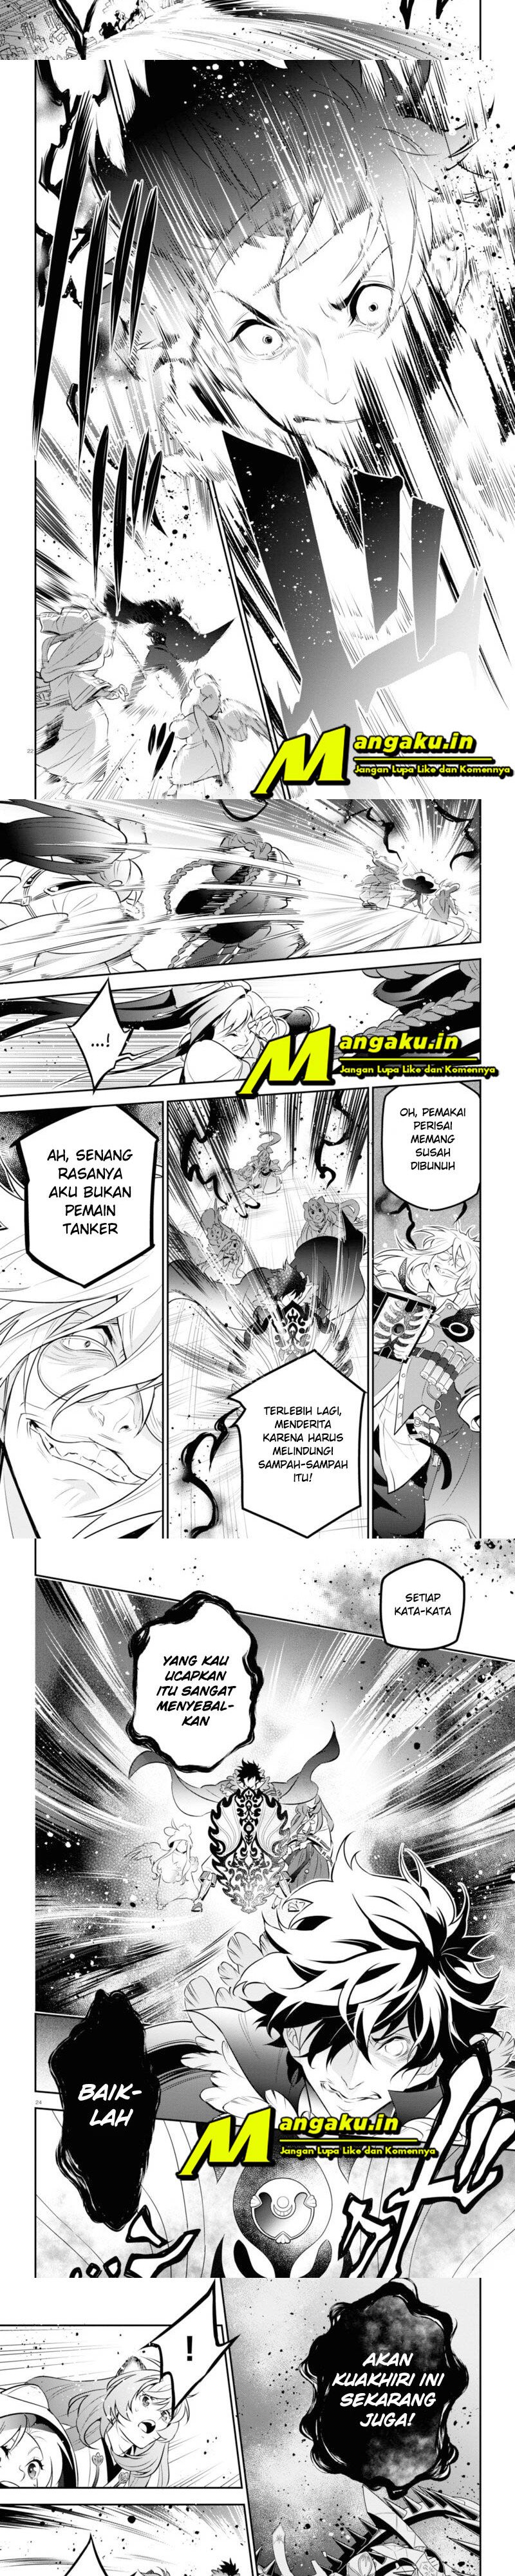 22
Mangaku.in
Jangan Lupa Like dan Komennya
...!
Mangaku.in
Jangan Lupa Like dan Komennya
OH, PEMAKAI
PERISAI
MEMANG
SUSAH
DIBUNUH
AH, SENANG
RASANYA
AKU BUKAN
PEMAIN
TANKER
TERLEBIH LAGI,
MENDERITA
KARENA HARUS
MELINDUNGI
SAMPAH-SAMPAH
ITU!
SETIAP
KATA-KATA
YANG KAU
UCAPKAN
ITU SANGAT
MENYEBAL-
KAN
BAIK-
LAH
24
Mangaku.in
Jangan Lupa Like dan Komennya
!
AKAN
KUAKHIRI INI
SEKARANG
JUGA!